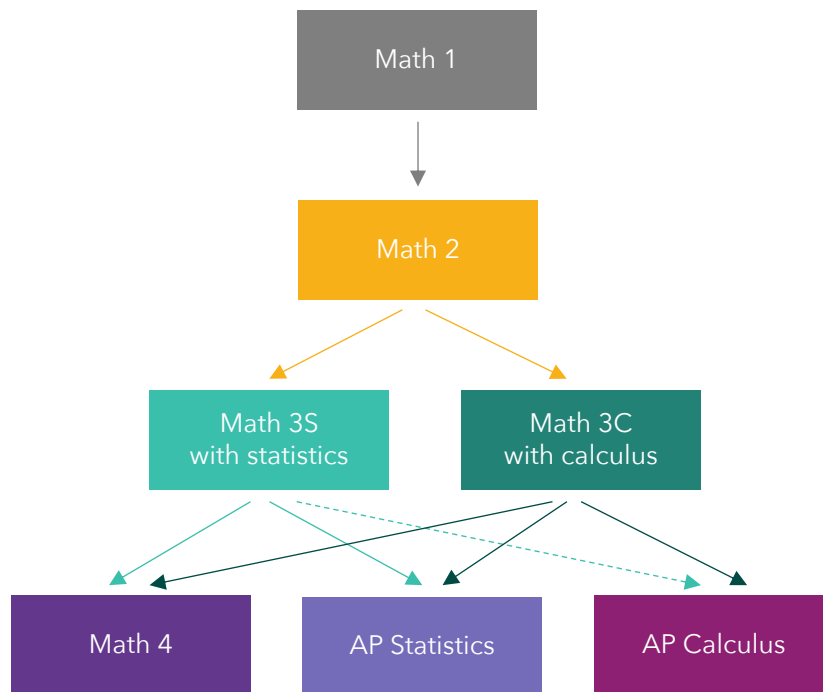 Math 1
Math 2
Math 3S
with statistics
Math 3C
with calculus
Math 4
AP Statistics
AP Calculus